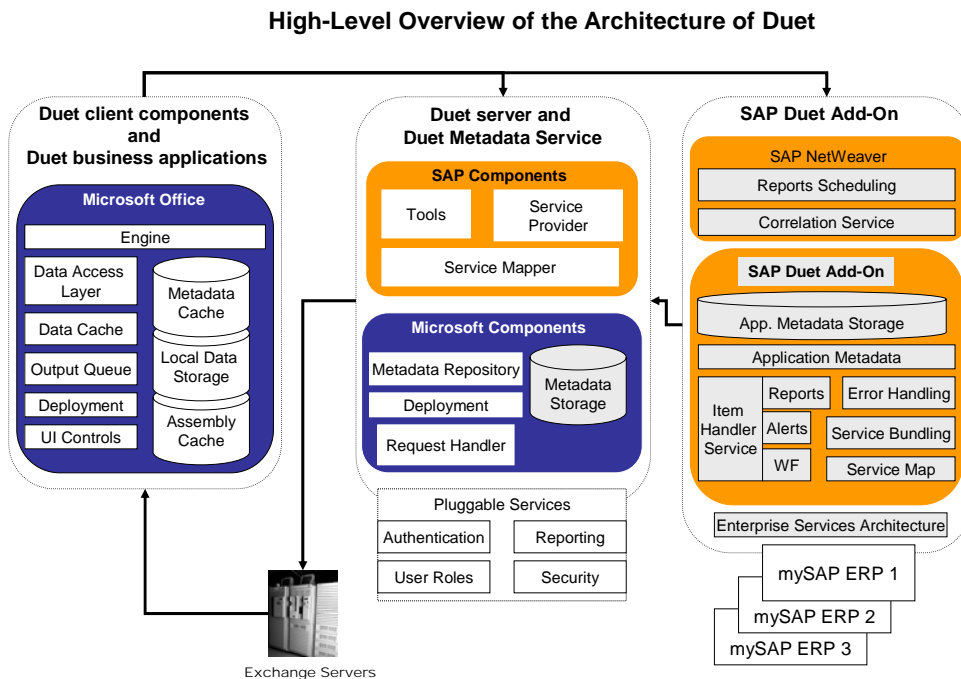 High-Level Overview of the Architecture of Duet
Duet client components
and
Duet business applications
Microsoft Office
Engine
Data Access
Layer
Data Cache
Output Queue
Deployment
UI Controls
Metadata
Cache
Local Data
Storage
Assembly
Cache
Duet server and
Duet Metadata Service
SAP Components
Tools
Service
Provider
Service Mapper
Microsoft Components
Metadata Repository
Deployment
Request Handler
Metadata
Storage
Pluggable Services
Authentication
Reporting
User Roles
Security
SAP Duet Add-On
SAP NetWeaver
Reports Scheduling
Correlation Service
SAP Duet Add-On
App. Metadata Storage
Application Metadata
Item
Handler
Service
Reports
Alerts
WF
Error Handling
Service Bundling
Service Map
Enterprise Services Architecture
mySAP ERP 1
mySAP ERP 2
mySAP ERP 3
Exchange Servers